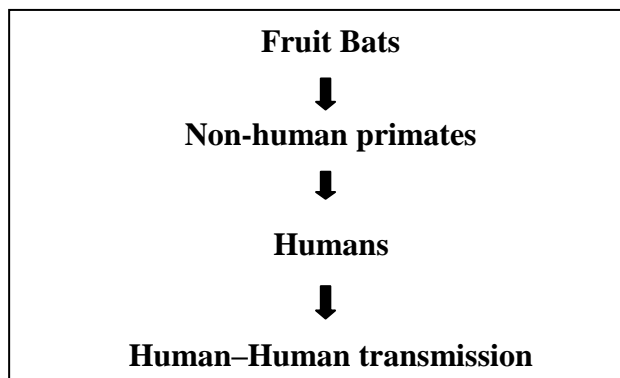 Fruit Bats
Non-human primates
Humans
Human–Human transmission